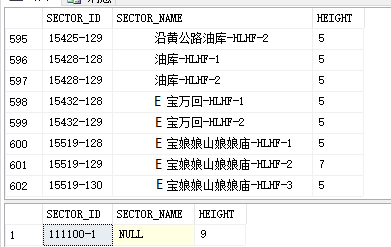 SECTOR_ID SECTOR_NAME HEIGHT
595 15425-129 沿黄公路油库-HLHF-2 5
596 15428-128 油库-HLHF-1 5
597 15428-129 油库-HLHF-2 5
598 15432-128 E宝万回-HLHF-1 5
599 15432-129 E宝万回-HLHF-2 5
600 15519-128 E宝娘娘山娘娘庙-HLHF-1 5
601 15519-129 E宝娘娘山娘娘庙-HLHF-2 7
602 15519-130 E宝娘娘山娘娘庙-HLHF-3 5
SECTOR_ID SECTOR_NAME HEIGHT
1 111100-1 NULL 9